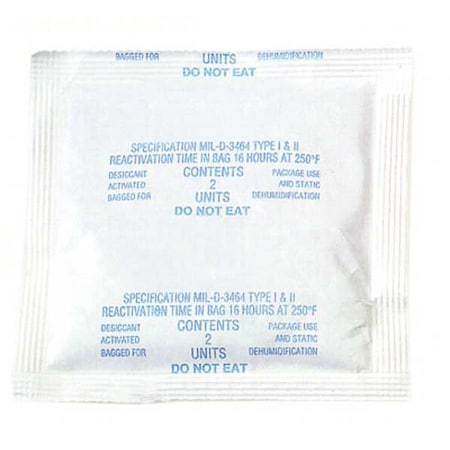 BAGGED FOR UNITS DEHUMIDIFICATION
DO NOT EAT
SPECIFICATION MIL-D-3464 TYPE I & II
REACTIVATION TIME IN BAG 16 HOURS AT 250°F
DESICCANT CONTENTS PACKAGE USE
ACTIVATED 2 AND STATIC
BAGGED FOR UNITS DEHUMIDIFICATION
DO NOT EAT
SPECIFICATION MIL-D-3464 TYPE I & II
REACTIVATION TIME IN BAG 16 HOURS AT 250°F
DESICCANT CONTENTS PACKAGE USE
ACTIVATED 2 AND STATIC
BAGGED FOR UNITS DEHUMIDIFICATION
DO NOT EAT